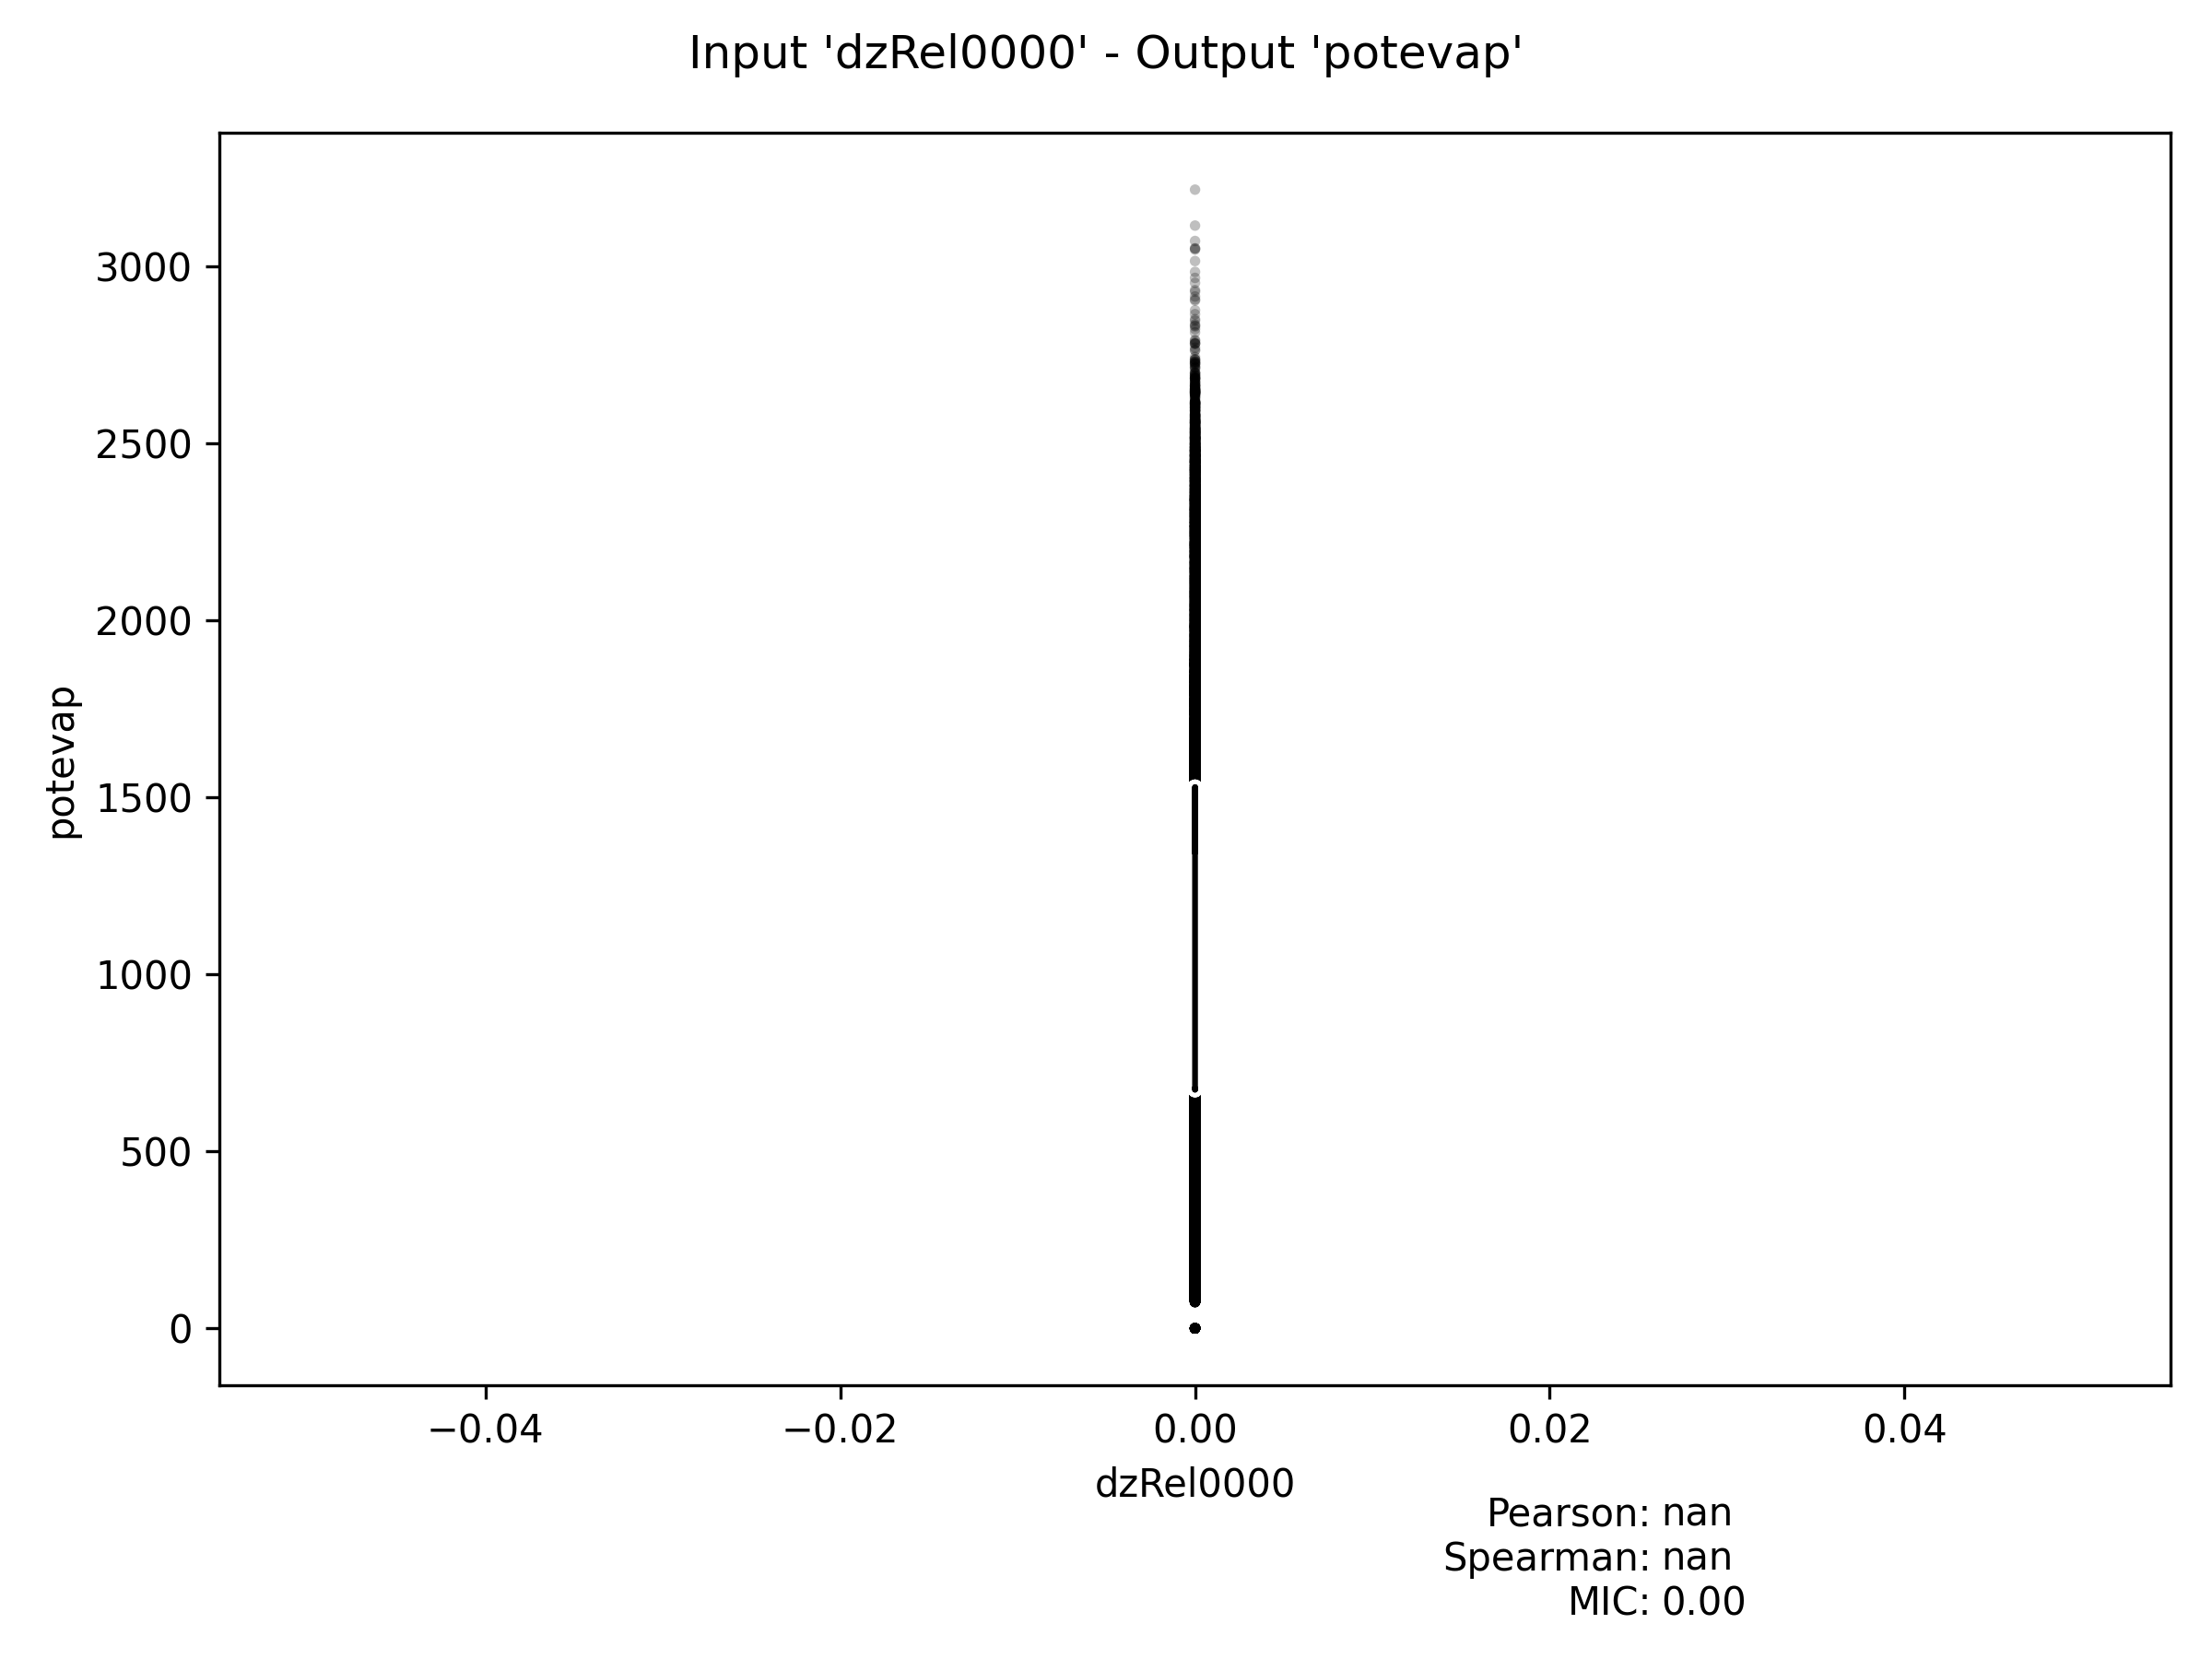 Input 'dzRel0000' - Output 'potevap'
3000
2500
2000
1500
1000
500
0
potevap
−0.04
−0.02
0.00
0.02
0.04
dzRel0000
Pearson: nan
Spearman: nan
MIC: 0.00